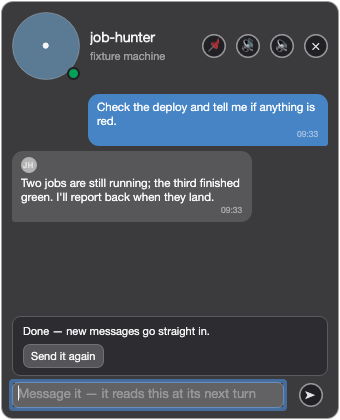 job-hunter
fixture machine
Check the deploy and tell me if anything is
red.
09:33
JH
Two jobs are still running; the third finished
green. I'll report back when they land.
09:33
Done — new messages go straight in.
Send it again
Message it — it reads this at its next turn